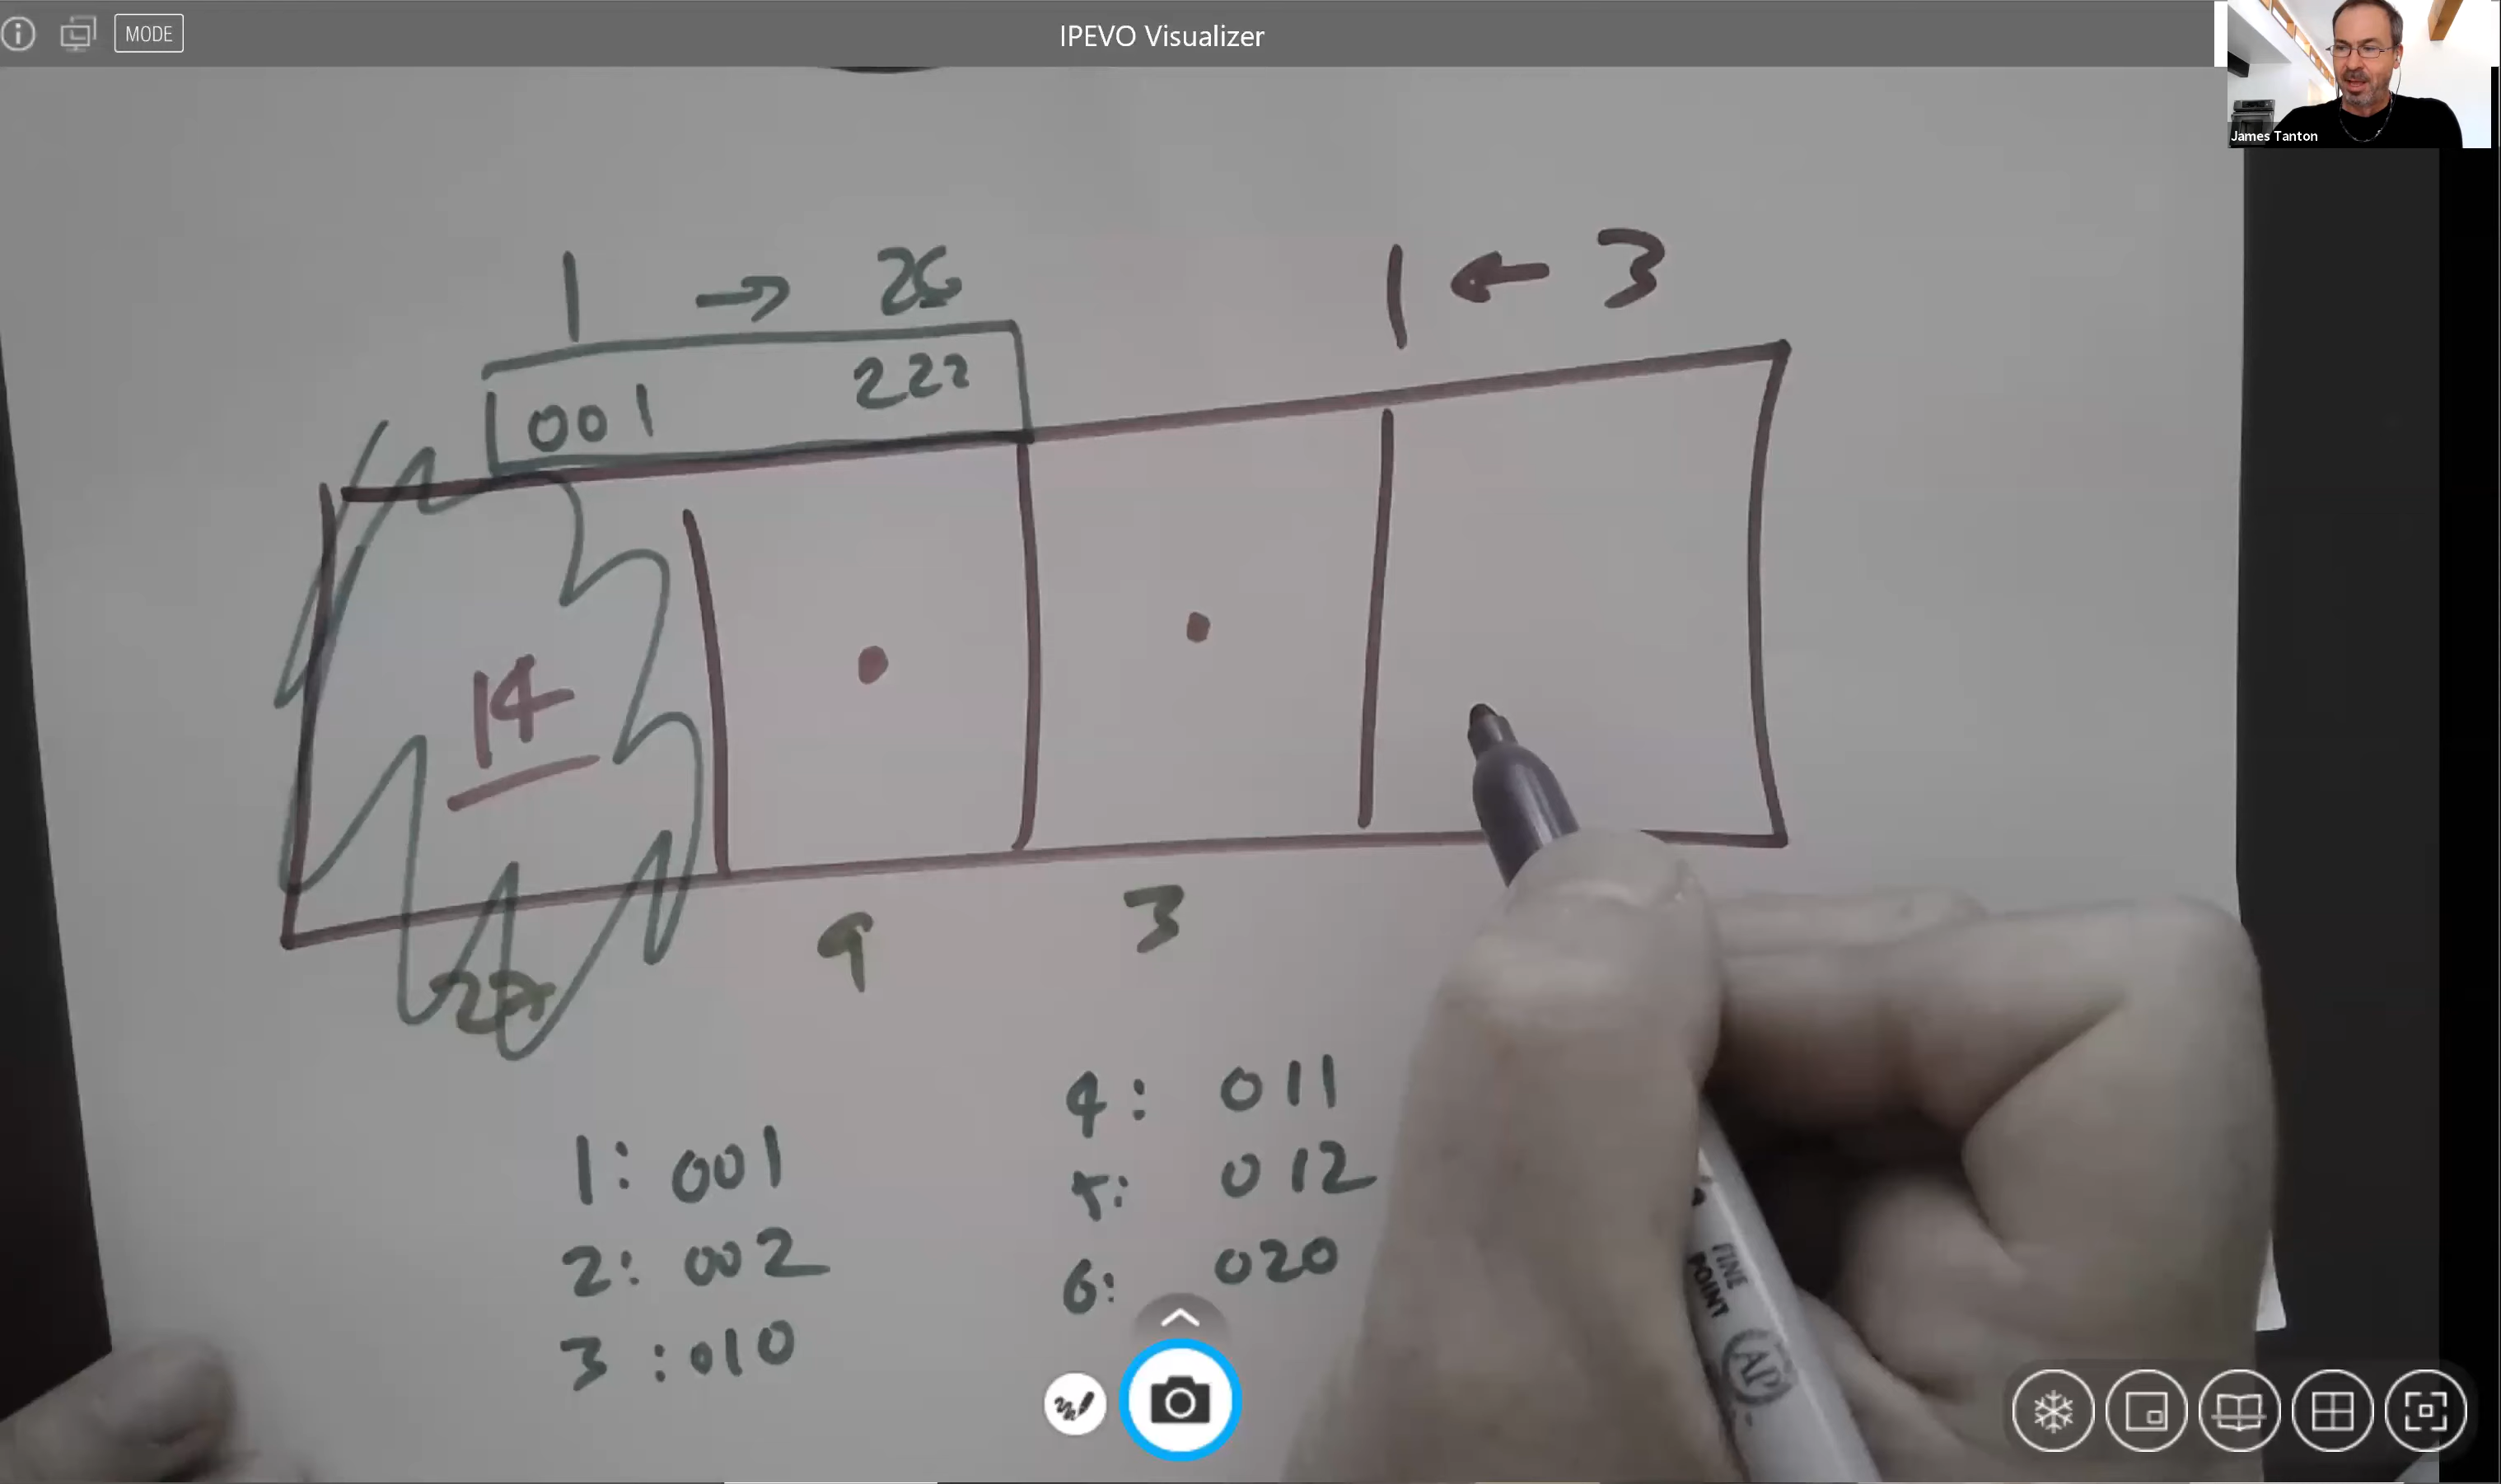 MODE
IPEVO Visualizer
James Tanton
1 → 26
1 ← 3
001 222
14
9 3
1: 001
2: 002
3: 010
4: 011
5: 012
6: 020
FINE
POINT
AP